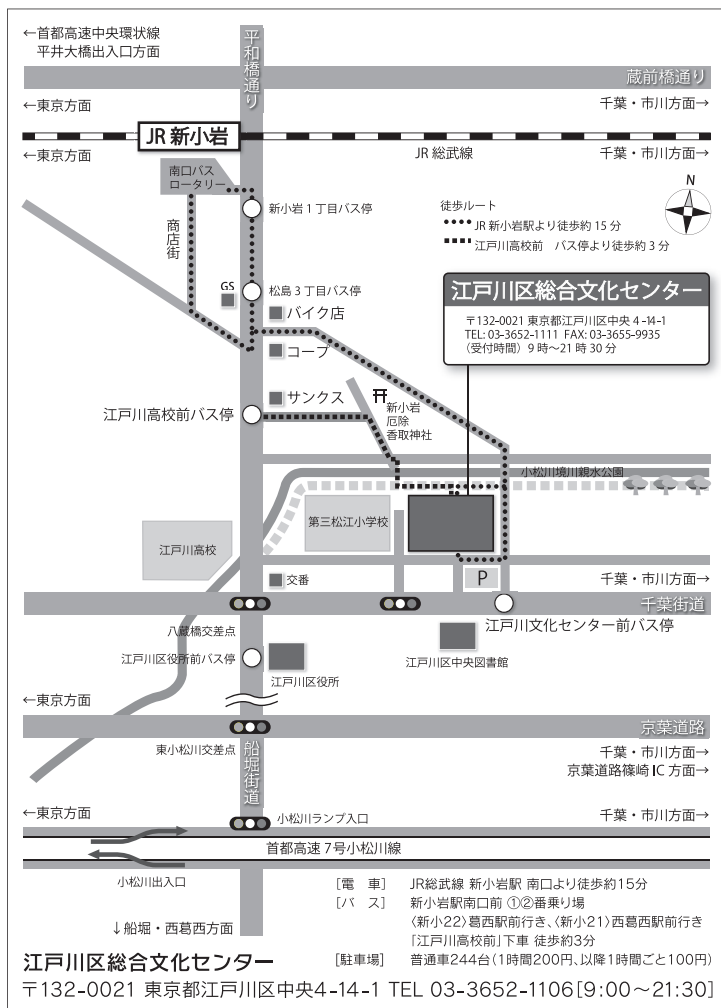 ←首都高速中央環状線
平井大橋出入口方面
平和橋通り
蔵前橋通り
←東京方面
千葉・市川方面→
JR 新小岩
←東京方面
JR 総武線
千葉・市川方面→
南口バス
ロータリー
新小岩1丁目バス停
商店街
徒歩ルート
JR 新小岩駅より徒歩約 15 分
江戸川高校前 バス停より徒歩約 3 分
N
GS
松島3丁目バス停
バイク店
コープ
江戸川区総合文化センター
〒132-0021 東京都江戸川区中央 4-14-1
TEL: 03-3652-1111 FAX: 03-3655-9935
(受付時間) 9 時〜21 時 30 分
サンクス
江戸川高校前バス停
新小岩
厄除
香取神社
小松川境川親水公園
第三松江小学校
江戸川高校
交番
P
千葉・市川方面→
千葉街道
八蔵橋交差点
江戸川文化センター前バス停
江戸川区役所前バス停
江戸川区役所
江戸川区中央図書館
←東京方面
京葉道路
東小松川交差点
船堀街道
千葉・市川方面→
京葉道路篠崎 IC 方面→
←東京方面
小松川ランプ入口
千葉・市川方面→
首都高速 7号小松川線
小松川出入口
↓船堀・西葛西方面
[電 車] JR総武線 新小岩駅 南口より徒歩約15分
[バ ス] 新小岩駅南口前 ①②番乗り場
〈新小22〉葛西駅前行き、〈新小21〉西葛西駅前行き
「江戸川高校前」下車 徒歩約3分
[駐車場] 普通車244台(1時間200円、以降1時間ごと100円)
江戸川区総合文化センター
〒132-0021 東京都江戸川区中央4-14-1 TEL 03-3652-1106[9:00〜21:30]